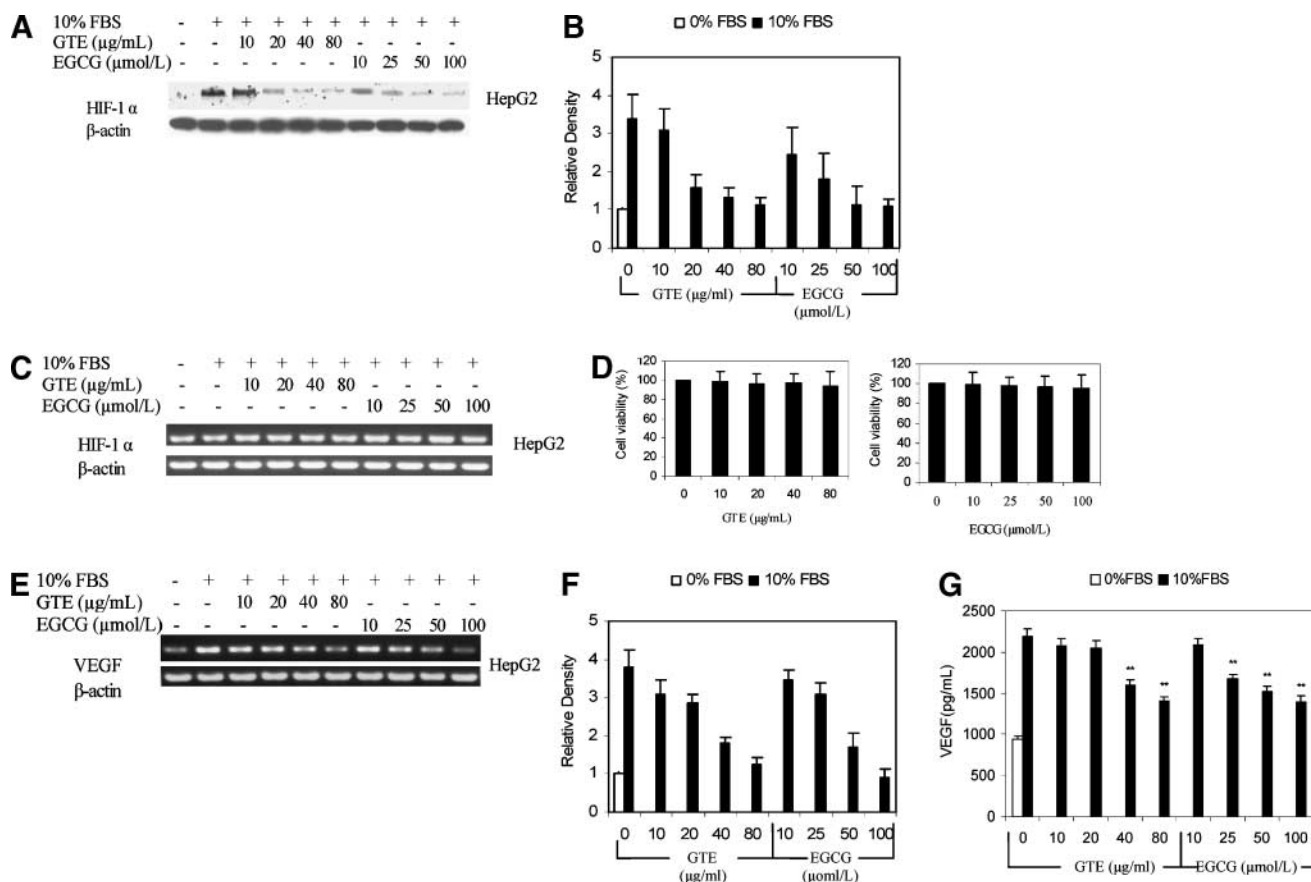 A
10% FBS - + + + + + + + + +
GTE (µg/mL) - - 10 20 40 80 - - - -
EGCG (µmol/L) - - - - - - 10 25 50 100
HIF-1 α
HepG2
β-actin
B
0% FBS 10% FBS
Relative Density
5
4
3
2
1
0
0 10 20 40 80 10 25 50 100
GTE (µg/ml) EGCG
(µmol/L)
C
10% FBS - + + + + + + + + +
GTE (µg/mL) - - 10 20 40 80 - - - -
EGCG (µmol/L) - - - - - - 10 25 50 100
HIF-1 α
HepG2
β-actin
D
Cell viability (%)
120
100
80
60
40
20
0
0 10 20 40 80
GTE (µg/mL)
Cell viability (%)
120
100
80
60
40
20
0
0 10 25 50 100
EGCG(µmol/L)
E
10% FBS - + + + + + + + + +
GTE (µg/mL) - - 10 20 40 80 - - - -
EGCG (µmol/L) - - - - - - 10 25 50 100
VEGF
HepG2
β-actin
F
0% FBS 10% FBS
Relative Density
5
4
3
2
1
0
0 10 20 40 80 10 25 50 100
GTE EGCG
(µg/ml) (µoml/L)
G
0%FBS 10%FBS
VEGF(pg/mL)
2500
2000
1500
1000
500
0
** ** ** ** **
0 10 20 40 80 10 25 50 100
GTE (µg/ml) EGCG (µmol/L)